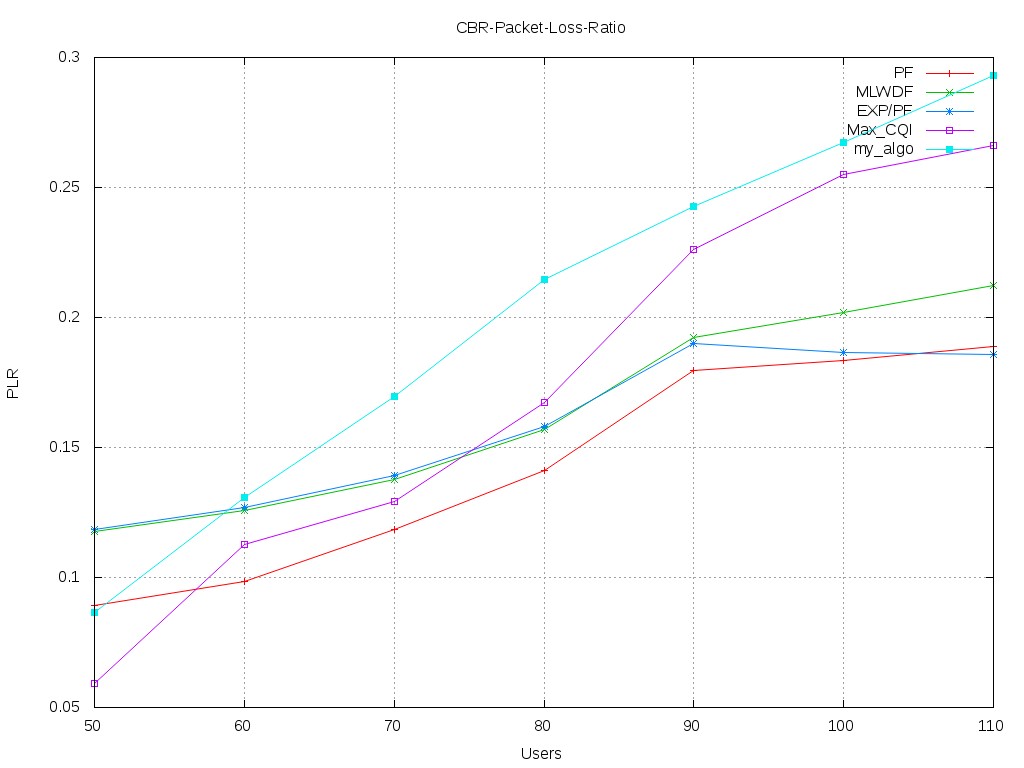 CBR-Packet-Loss-Ratio
PF
MLWDF
EXP/PF
Max_CQI
my_algo
0.3
0.25
0.2
0.15
0.1
0.05
PLR
50 60 70 80 90 100 110
Users